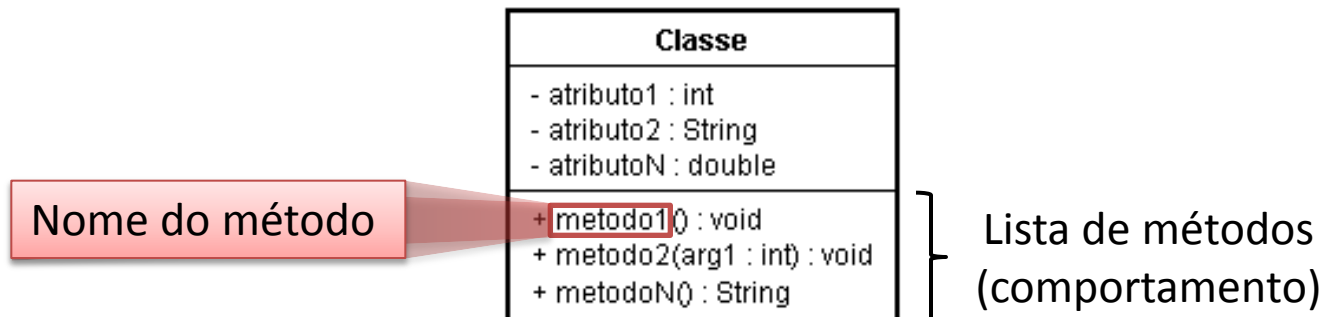 Classe
- atributo1 : int
- atributo2 : String
- atributoN : double
Nome do método
+ metodo1() : void
+ metodo2(arg1 : int) : void
+ metodoN() : String
Lista de métodos
(comportamento)